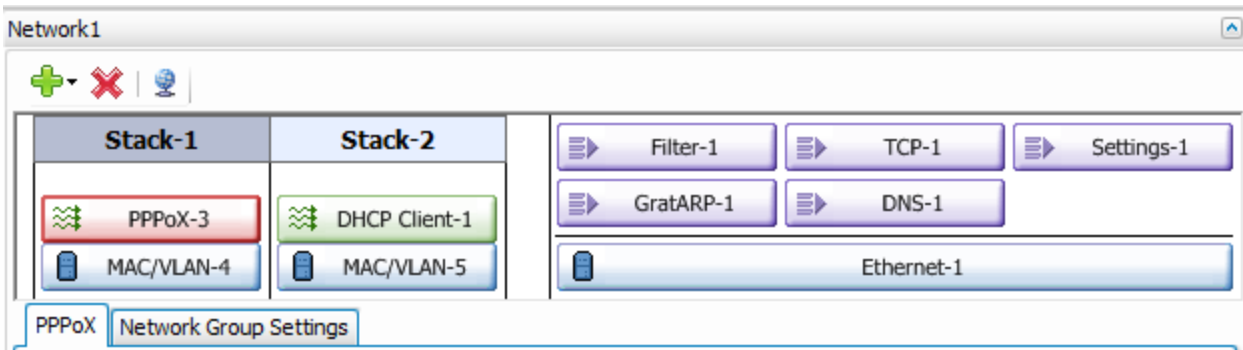 Network1
Stack-1
Stack-2
PPPoX-3
DHCP Client-1
MAC/VLAN-4
MAC/VLAN-5
Filter-1
TCP-1
Settings-1
GratARP-1
DNS-1
Ethernet-1
PPPoX
Network Group Settings